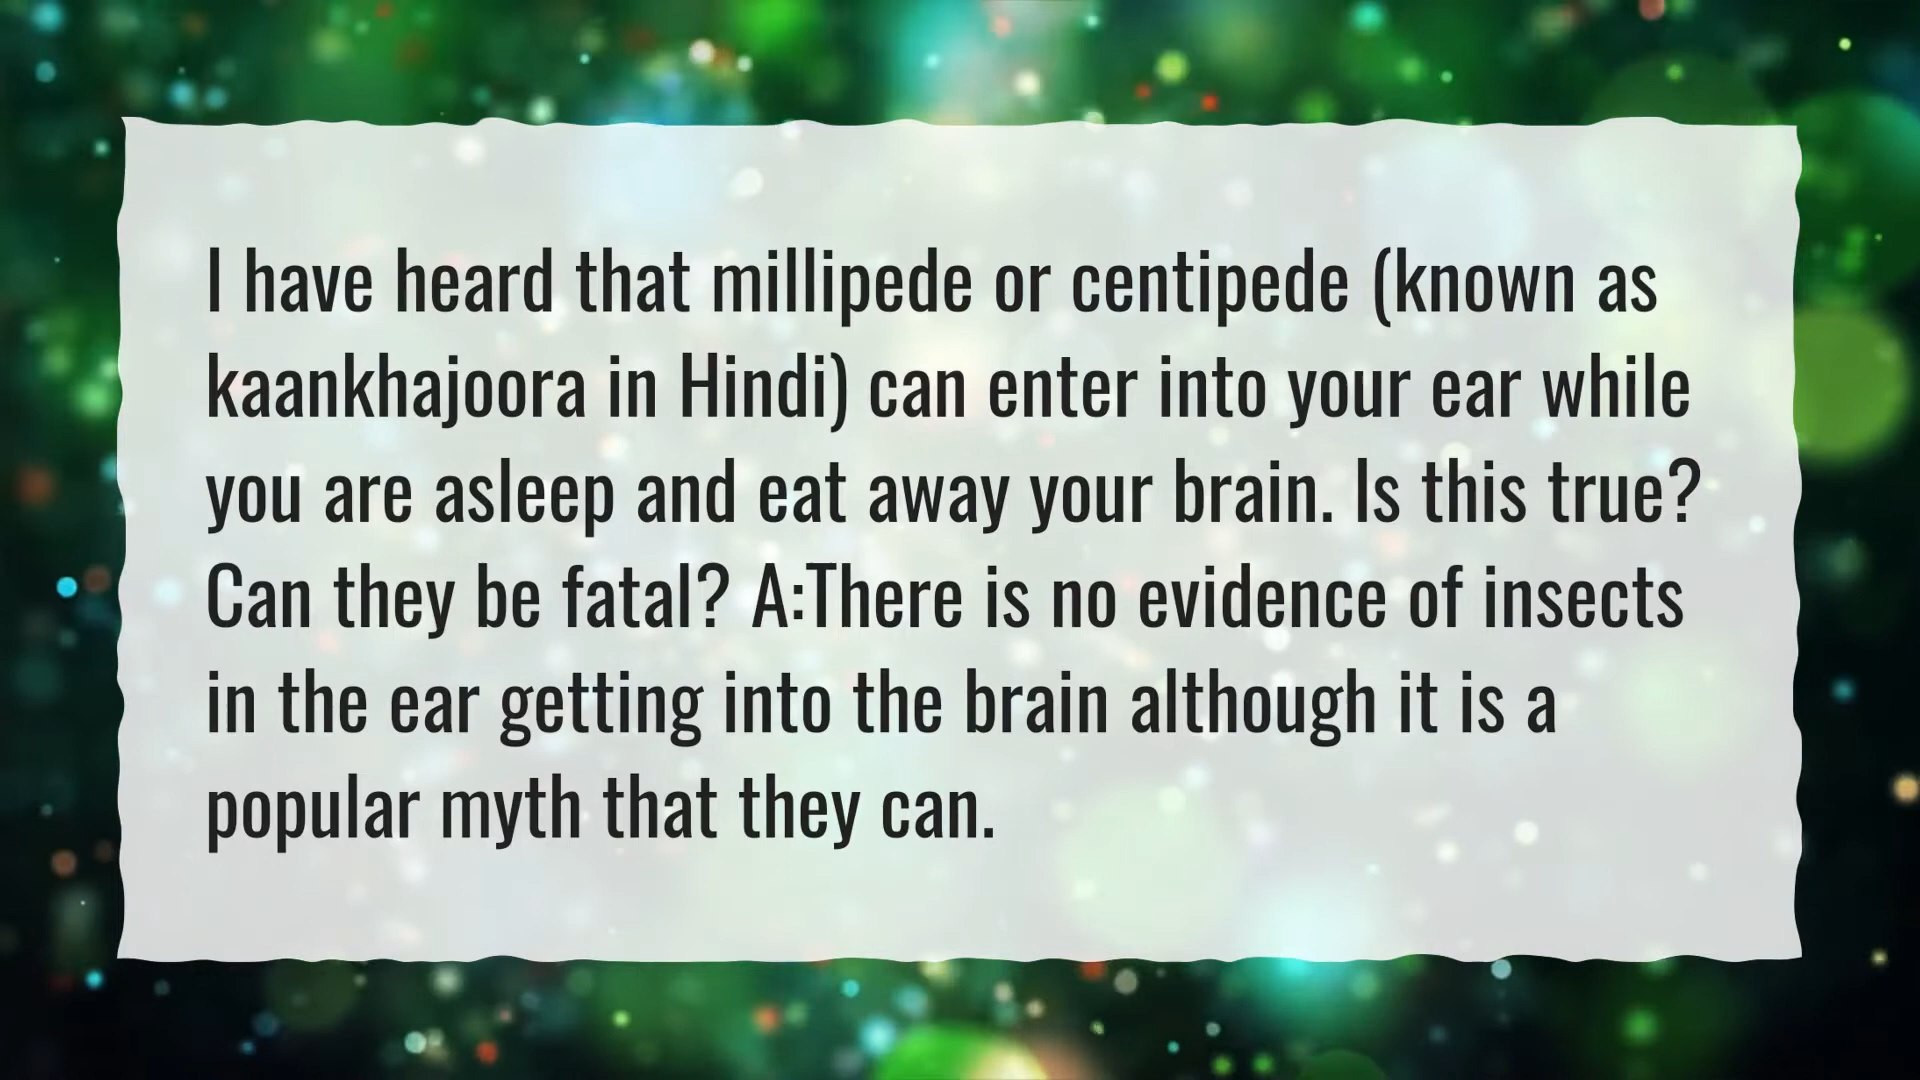 I have heard that millipede or centipede (known as
kaankhajoora in Hindi) can enter into your ear while
you are asleep and eat away your brain. Is this true?
Can they be fatal? A:There is no evidence of insects
in the ear getting into the brain although it is a
popular myth that they can.